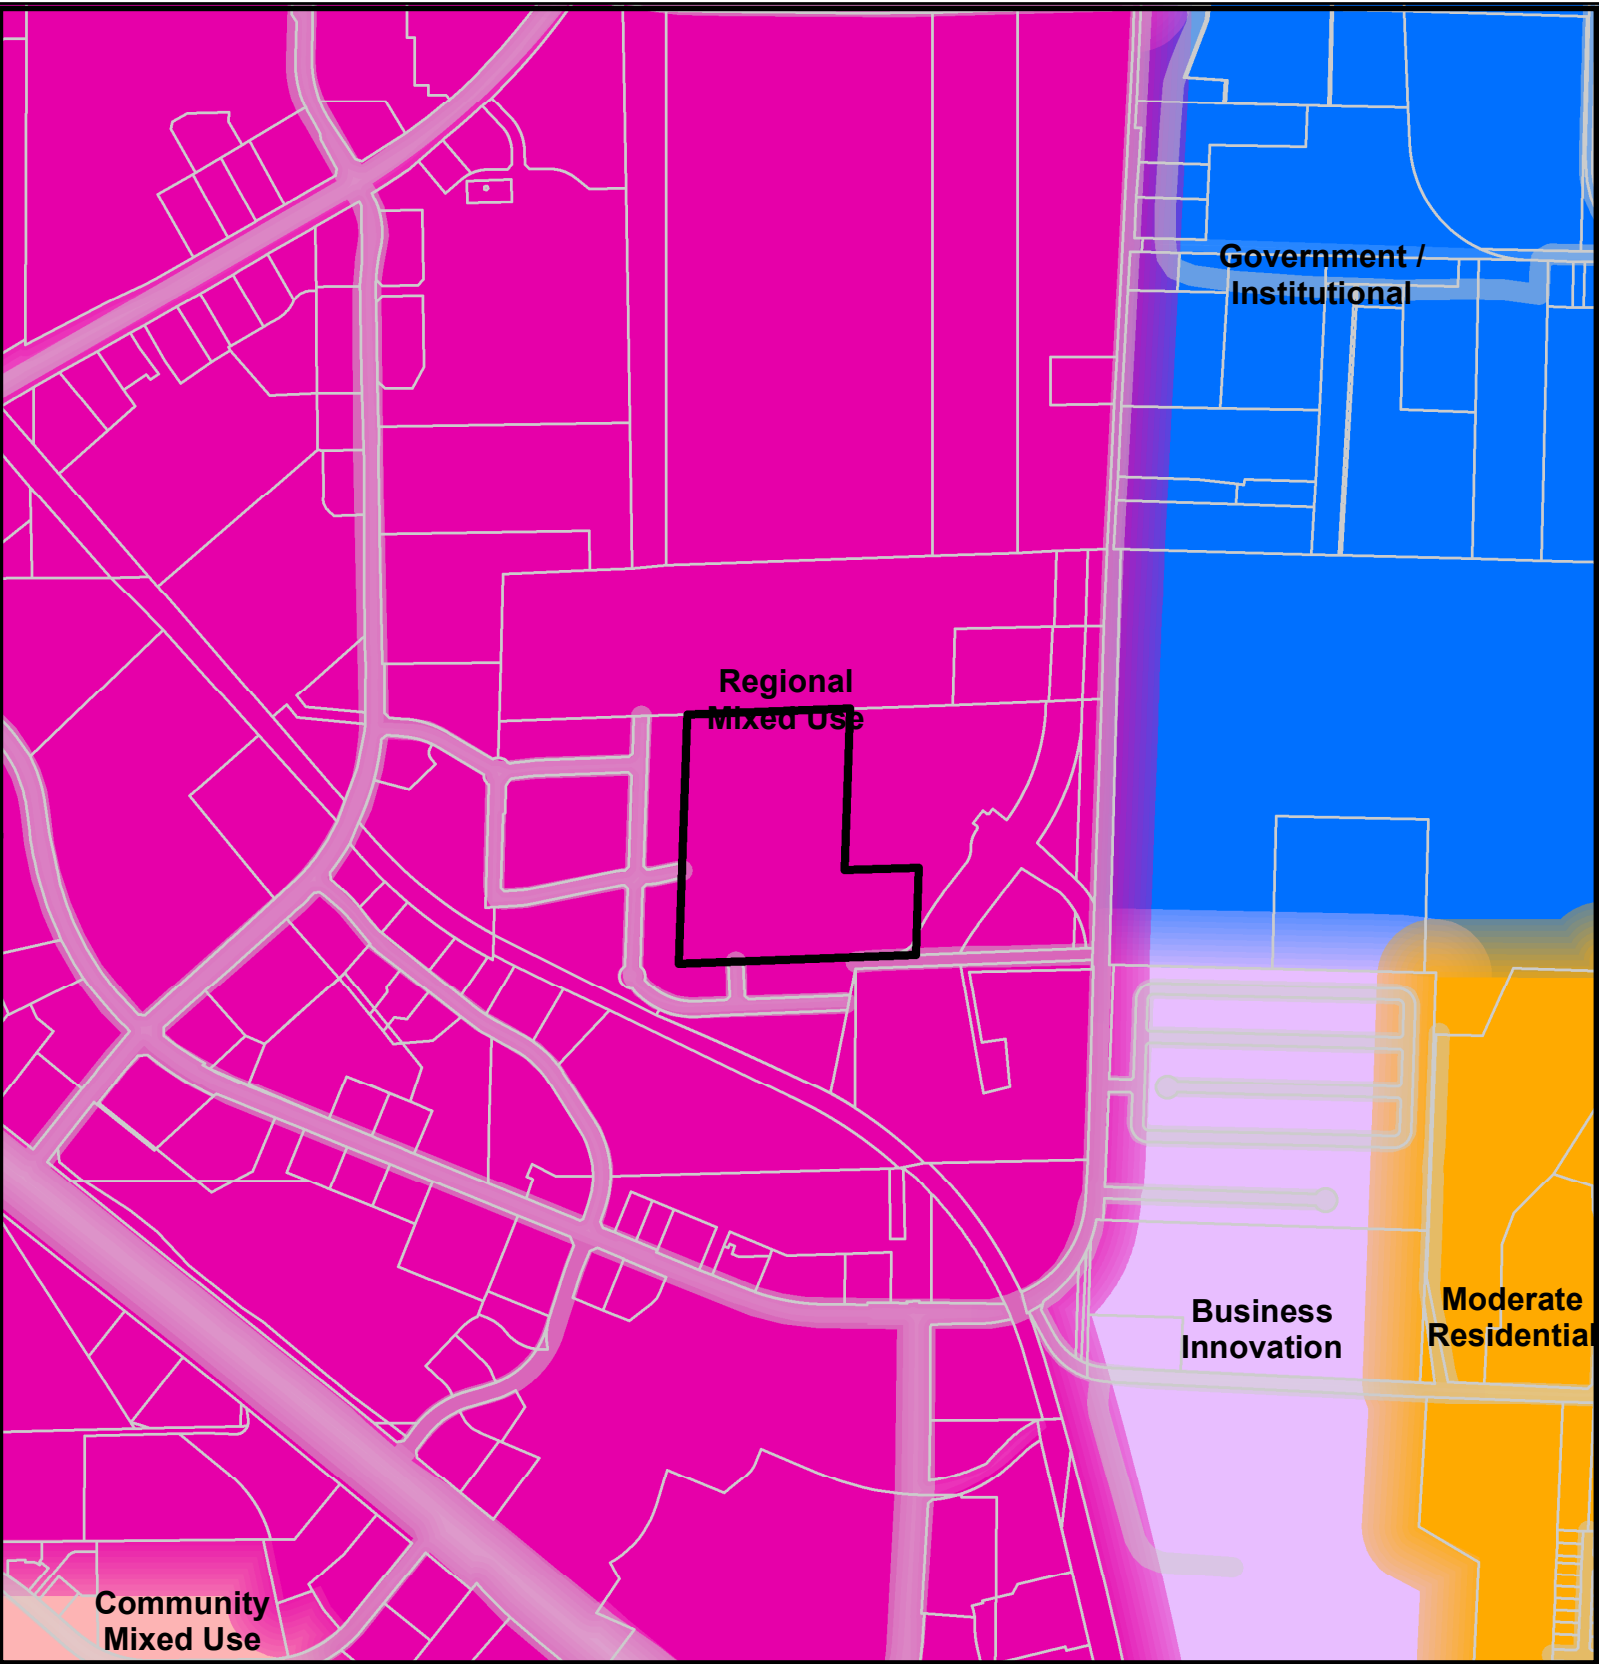 Government /
Institutional
Regional
Mixed Use
Business
Innovation
Moderate
Residential
Community
Mixed Use